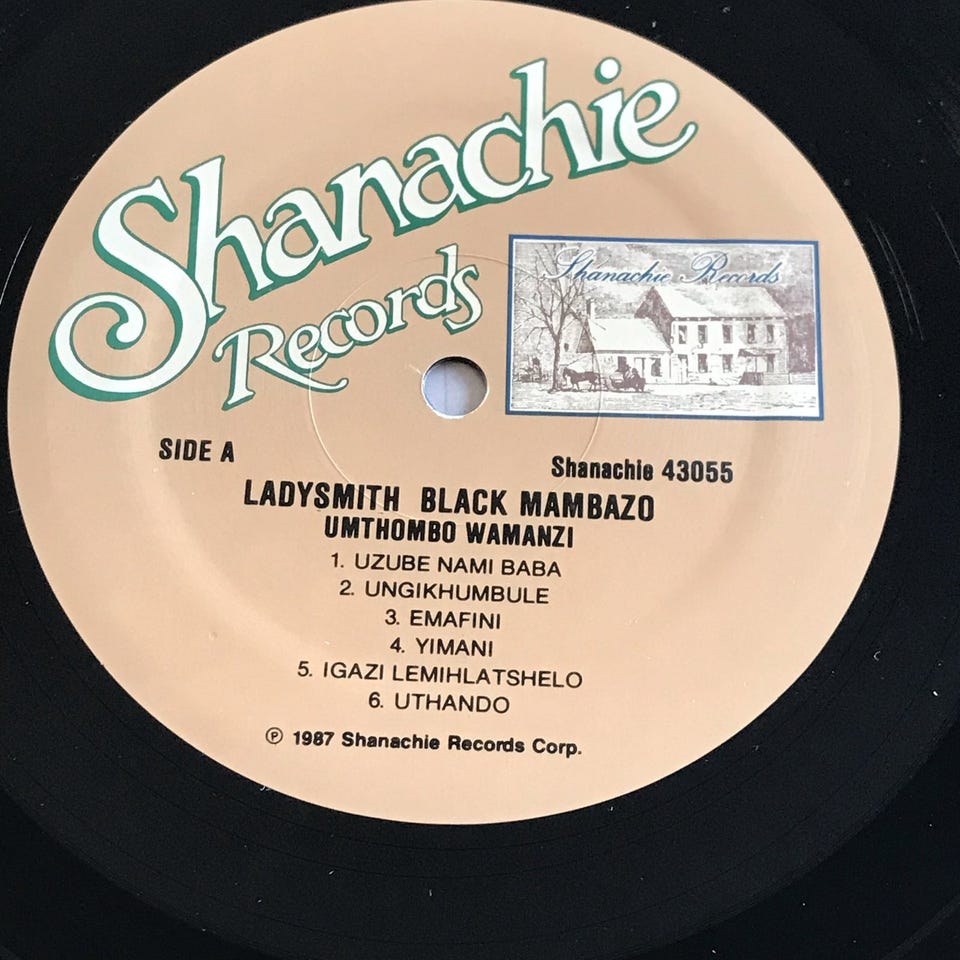 Shanachie
Records
Shanachie Records
SIDE A
Shanachie 43055
LADYSMITH BLACK MAMBAZO
UMTHOMBO WAMANZI
1. UZUBE NAMI BABA
2. UNGIKHUMBULE
3. EMAFINI
4. YIMANI
5. IGAZI LEMIHLATSHELO
6. UTHANDO
℗ 1987 Shanachie Records Corp.